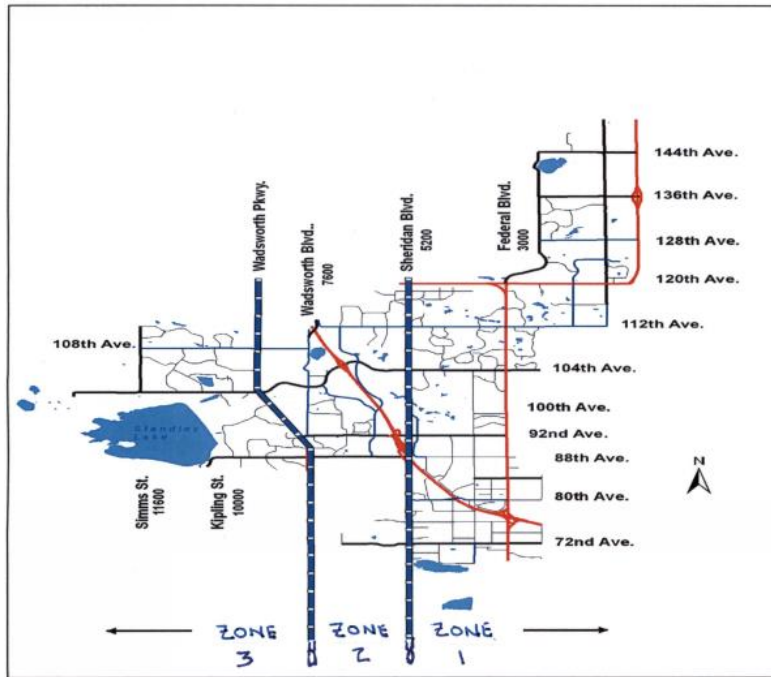 144th Ave.
136th Ave.
128th Ave.
120th Ave.
112th Ave.
104th Ave.
100th Ave.
92nd Ave.
88th Ave.
80th Ave.
72nd Ave.
108th Ave.
Wadsworth Pkwy.
Wadsworth Blvd..
7600
Sheridan Blvd.
5200
Federal Blvd.
3000
Standley
Lake
Simms St.
11600
Kipling St.
10000
N
ZONE
3
ZONE
2
ZONE
1